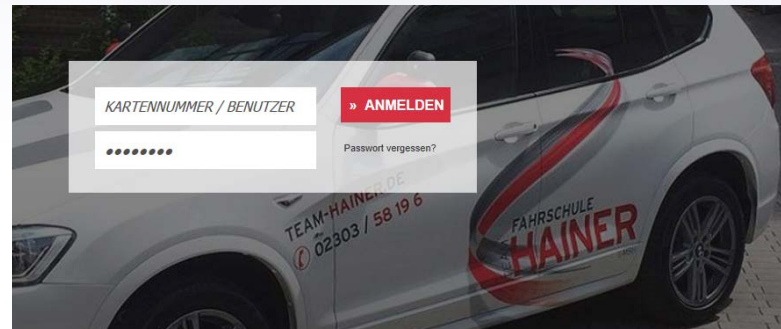 KARTENNUMMER / BENUTZER
» ANMELDEN
••••••••
Passwort vergessen?
TEAM-HAINER.DE
02303 / 58 19 6
FAHRSCHULE
HAINER